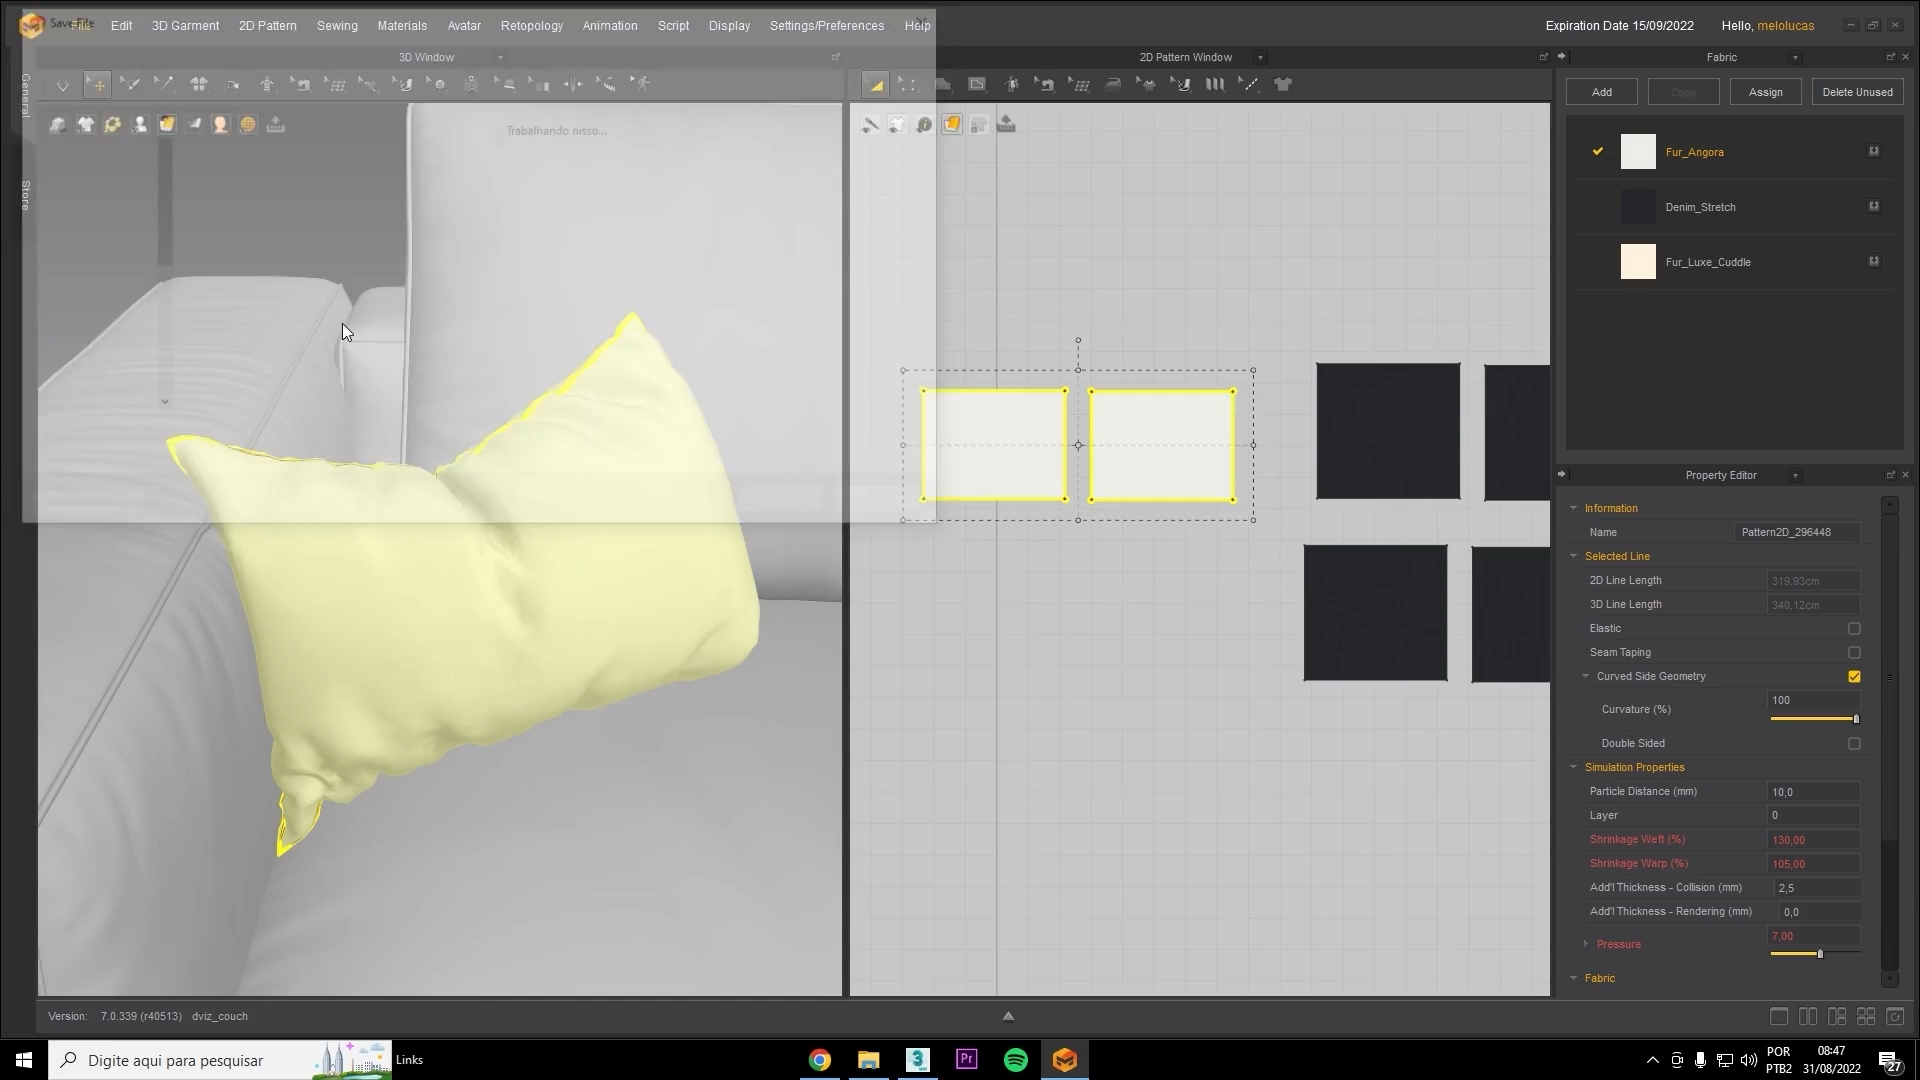 Save File
File Edit 3D Garment 2D Pattern Sewing Materials Avatar Retopology Animation Script Display Settings/Preferences Help
Expiration Date 15/09/2022 Hello, melolucas
3D Window
2D Pattern Window
Fabric
General
Store
Trabalhando nisso...
Add Copy Assign Delete Unused
Fur_Angora
Denim_Stretch
Fur_Luxe_Cuddle
Property Editor
Information
Name Pattern2D_296448
Selected Line
2D Line Length 319,93cm
3D Line Length 340,12cm
Elastic
Seam Taping
Curved Side Geometry
Curvature (%) 100
Double Sided
Simulation Properties
Particle Distance (mm) 10,0
Layer 0
Shrinkage Weft (%) 130,00
Shrinkage Warp (%) 105,00
Add'l Thickness - Collision (mm) 2,5
Add'l Thickness - Rendering (mm) 0,0
Pressure 7,00
Fabric
Version: 7.0.339 (r40513) dviz_couch
Digite aqui para pesquisar
Links
3
Pr
POR
PTB2
08:47
31/08/2022
27